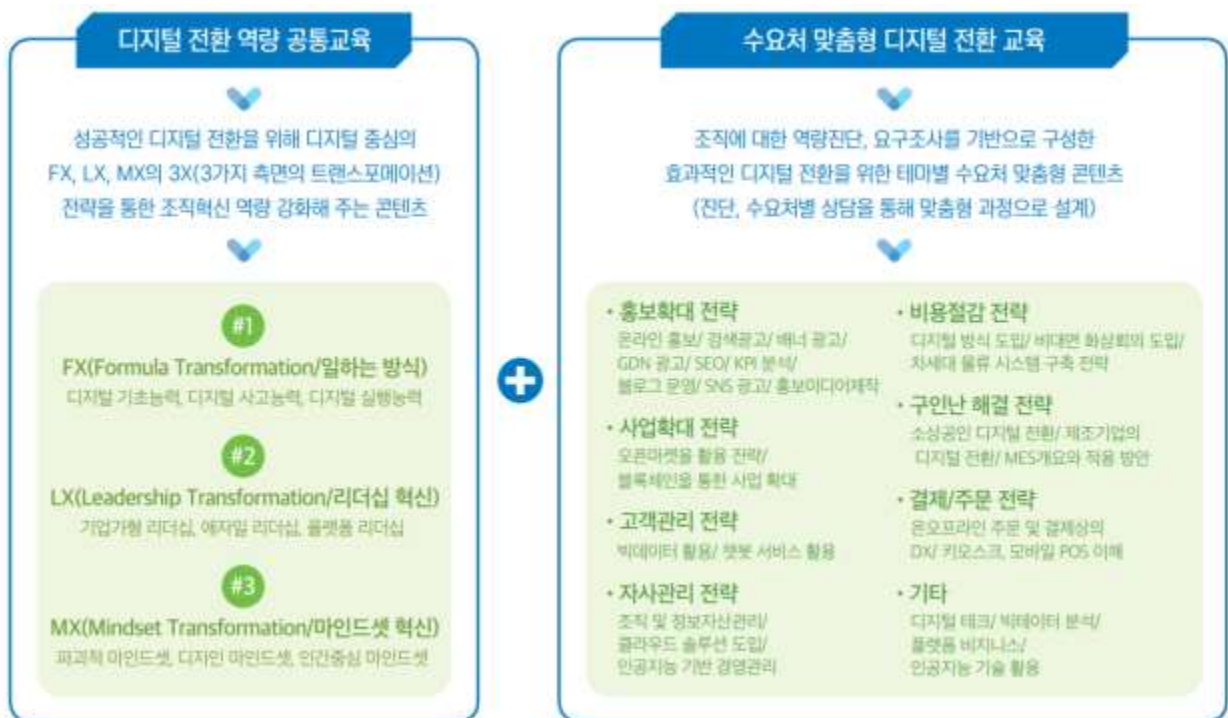 디지털 전환 역량 공통교육
성공적인 디지털 전환을 위해 디지털 중심의
FX, LX, MX의 3X(3가지 측면의 트랜스포메이션)
전략을 통한 조직혁신 역량 강화해 주는 콘텐츠
#1
FX(Formula Transformation/일하는 방식)
디지털 기초능력, 디지털 사고능력, 디지털 실행능력
#2
LX(Leadership Transformation/리더십 혁신)
기업가형 리더십, 애자일 리더십, 플랫폼 리더십
#3
MX(Mindset Transformation/마인드셋 혁신)
파괴적 마인드셋, 디자인 마인드셋, 인간중심 마인드셋
수요처 맞춤형 디지털 전환 교육
조직에 대한 역량진단, 요구조사를 기반으로 구성한
효과적인 디지털 전환을 위한 테마별 수요처 맞춤형 콘텐츠
(진단, 수요처별 상담을 통해 맞춤형 과정으로 설계)
• 홍보확대 전략
온라인 홍보/ 검색광고/ 배너 광고/
GDN 광고/ SEO/ KPI 분석/
블로그 운영/ SNS 광고/ 홍보미디어제작
• 사업확대 전략
오픈마켓을 활용 전략/
블록체인을 통한 사업 확대
• 고객관리 전략
빅데이터 활용/ 챗봇 서비스 활용
• 자사관리 전략
조직 및 정보자산관리/
클라우드 솔루션 도입/
인공지능 기반 경영관리
• 비용절감 전략
디지털 방식 도입/ 비대면 화상회의 도입/
차세대 물류 시스템 구축 전략
• 구인난 해결 전략
소상공인 디지털 전환/ 제조기업의
디지털 전환/ MES개요와 적용 방안
• 결제/주문 전략
온오프라인 주문 및 결제상의
DX/ 키오스크, 모바일 POS 이해
• 기타
디지털 테크/ 빅데이터 분석/
플랫폼 비지니스/
인공지능 기술 활용